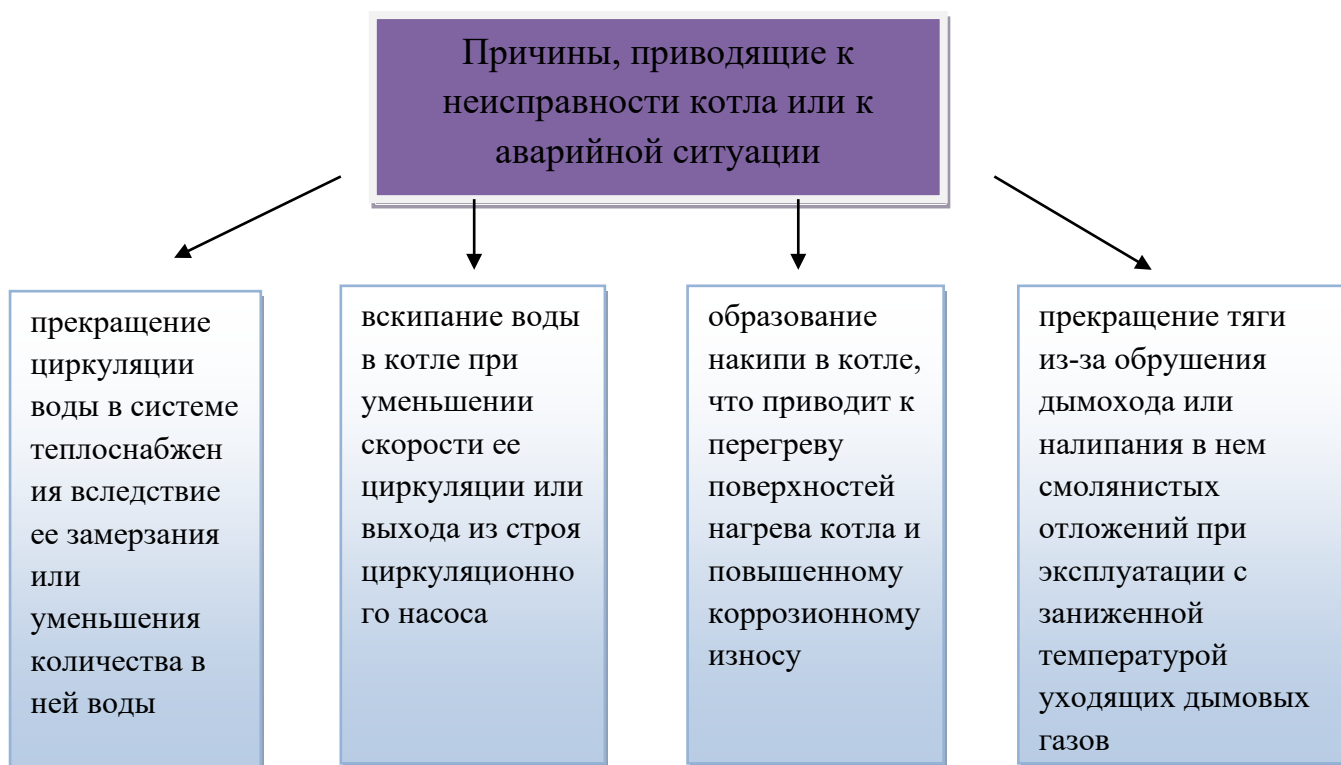 Причины, приводящие к
неисправности котла или к
аварийной ситуации
прекращение
циркуляции
воды в системе
теплоснабжен
ия вследствие
ее замерзания
или
уменьшения
количества в
ней воды
вскипание воды
в котле при
уменьшении
скорости ее
циркуляции или
выхода из строя
циркуляционно
го насоса
образование
накипи в котле,
что приводит к
перегреву
поверхностей
нагрева котла и
повышенному
коррозионному
износу
прекращение тяги
из-за обрушения
дымохода или
налипания в нем
смолянистых
отложений при
эксплуатации с
заниженной
температурой
уходящих дымовых
газов